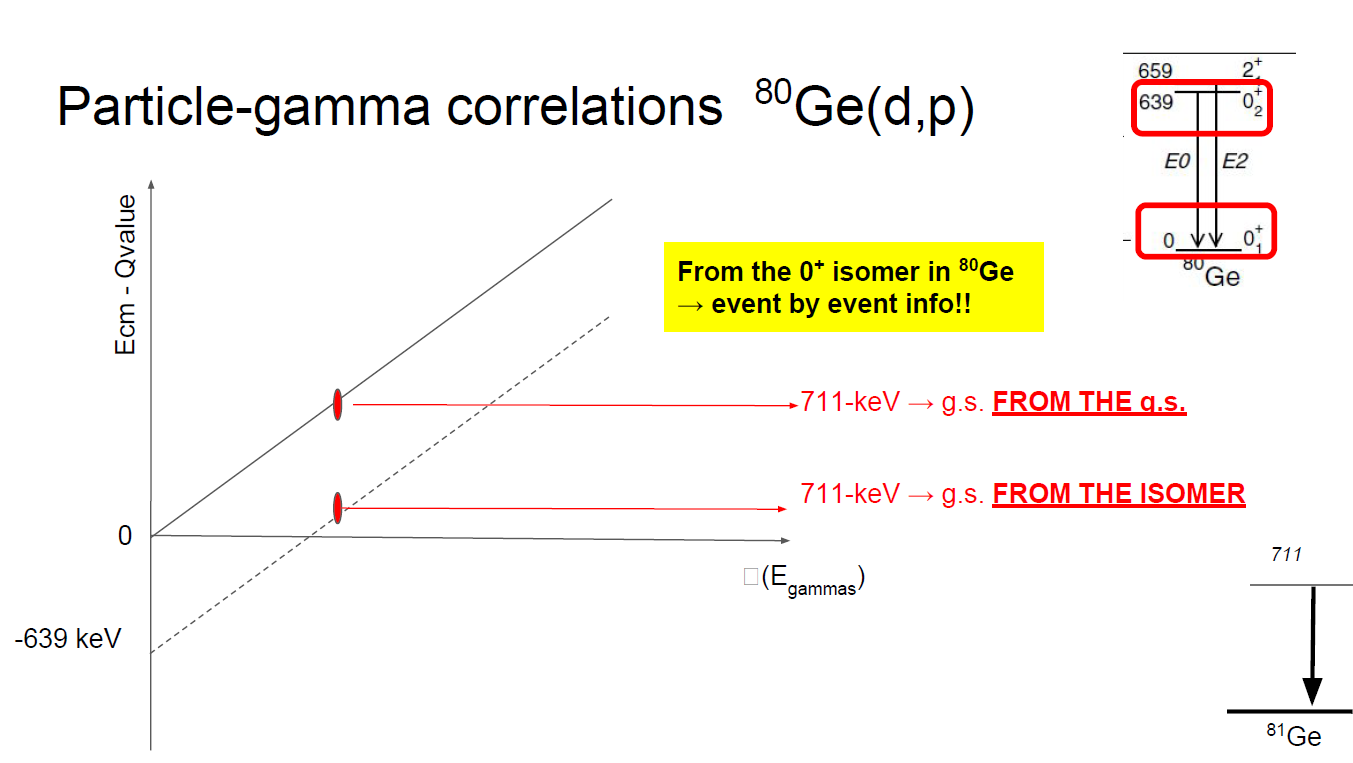 Particle-gamma correlations ⁸⁰Ge(d,p)
659 2⁺₁
639 0⁺₂
E0 E2
0 0⁺₁
⁸⁰Ge
Ecm - Qvalue
From the 0⁺ isomer in ⁸⁰Ge
→ event by event info!!
711-keV → g.s. FROM THE g.s.
711-keV → g.s. FROM THE ISOMER
0
□(E_gammas)
-639 keV
711
⁸¹Ge